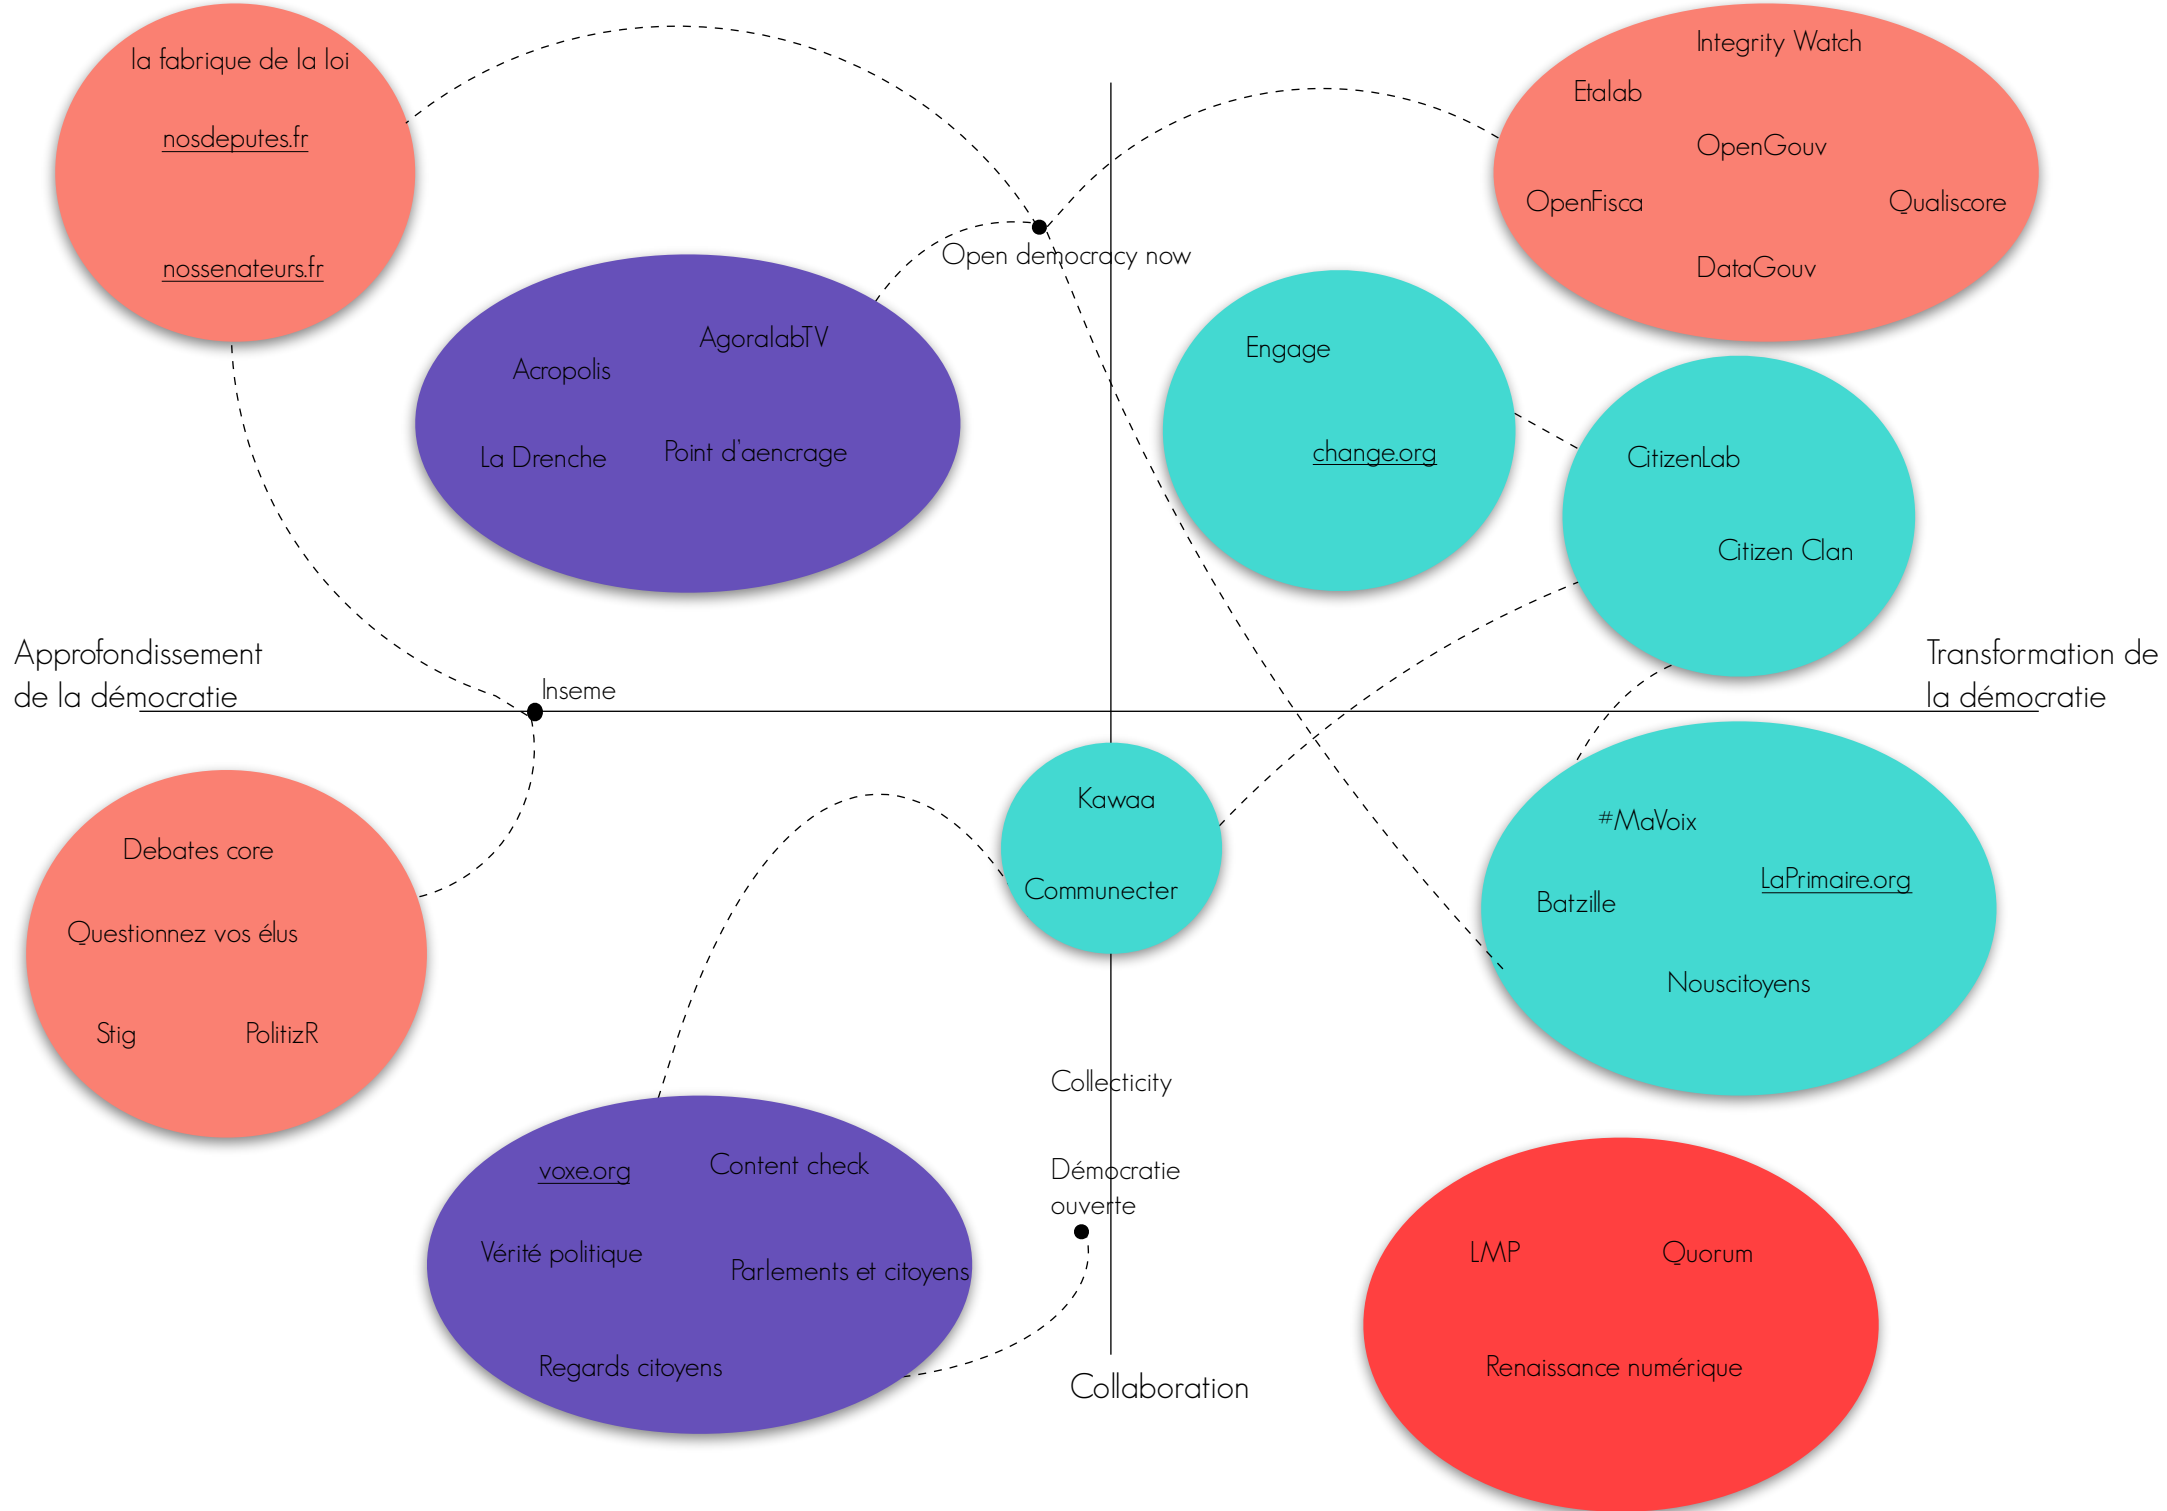 la fabrique de la loi
nosdeputes.fr
nossenateurs.fr
Integrity Watch
Etalab
OpenGouv
OpenFisca
Qualiscore
DataGouv
Open democracy now
AgoralabTV
Acropolis
La Drenche
Point d'aencrage
Engage
change.org
CitizenLab
Citizen Clan
Approfondissement
de la démocratie
Inseme
Transformation de
la démocratie
Kawaa
Communecter
#MaVoix
LaPrimaire.org
Batzille
Nouscitoyens
Debates core
Questionnez vos élus
Stig
PolitizR
Collecticity
Démocratie
ouverte
voxe.org
Content check
Vérité politique
Parlements et citoyens
Regards citoyens
LMP
Quorum
Renaissance numérique
Collaboration